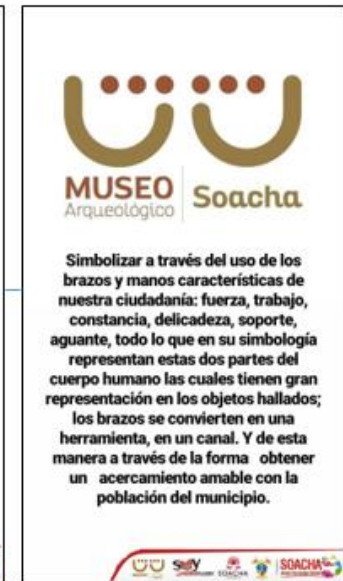 MUSEO
Arqueológico
Soacha
Simbolizar a través del uso de los
brazos y manos características de
nuestra ciudadanía: fuerza, trabajo,
constancia, delicadeza, soporte,
aguante, todo lo que en su simbología
representan estas dos partes del
cuerpo humano las cuales tienen gran
representación en los objetos hallados;
los brazos se convierten en una
herramienta, en un canal. Y de esta
manera a través de la forma obtener
un acercamiento amable con la
población del municipio.
SOACHA
SOACHA